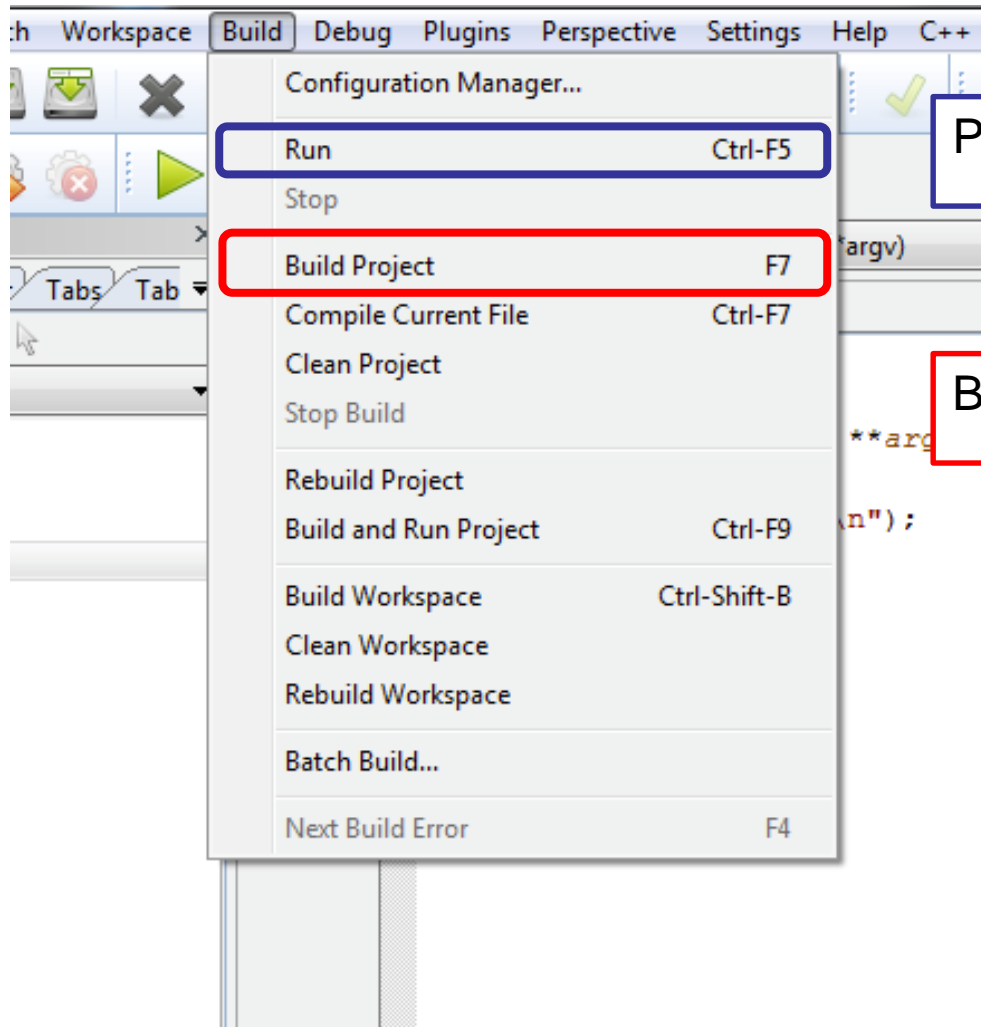 Workspace Build Debug Plugins Perspective Settings Help C++
Configuration Manager...
Run Ctrl-F5
P
Stop
*argv)
Build Project F7
Tabs Tab
Compile Current File Ctrl-F7
Clean Project
B
Stop Build
**arg
Rebuild Project
Build and Run Project Ctrl-F9
\n");
Build Workspace Ctrl-Shift-B
Clean Workspace
Rebuild Workspace
Batch Build...
Next Build Error F4